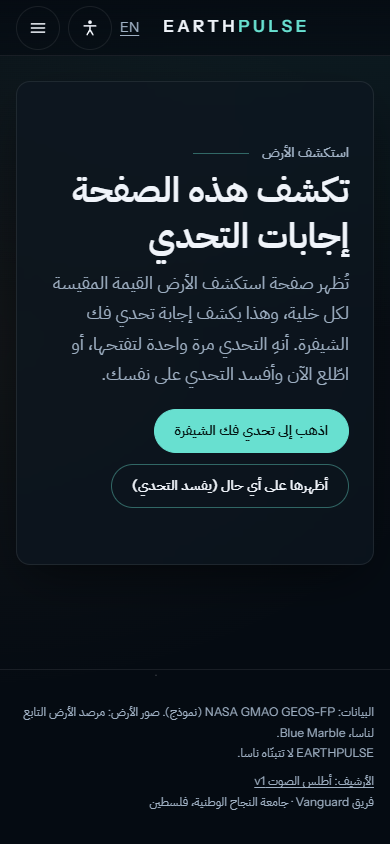 EN EARTHPULSE
استكشف الأرض
تكشف هذه الصفحة
إجابات التحدي
تُظهر صفحة استكشف الأرض القيمة المقيسة
لكل خلية، وهذا يكشف إجابة تحدي فك
الشيفرة. أنهِ التحدي مرة واحدة لتفتحها، أو
اطّلع الآن وأفسد التحدي على نفسك.
اذهب إلى تحدي فك الشيفرة
أظهرها على أي حال (يفسد التحدي)
البيانات: NASA GMAO GEOS-FP (نموذج). صور الأرض: مرصد الأرض التابع
لناسا، Blue Marble.
EARTHPULSE لا تتبنّاه ناسا.
الأرشيف: أطلس الصوت v1
فريق Vanguard · جامعة النجاح الوطنية، فلسطين